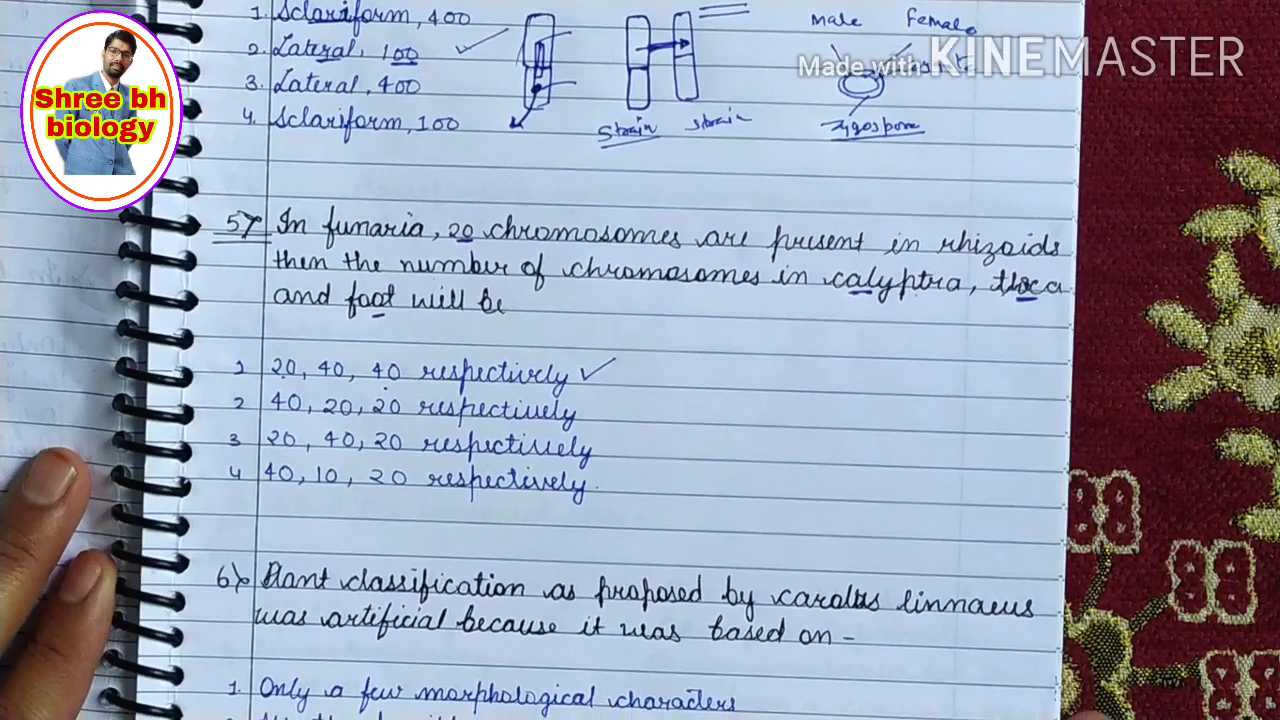 1 Sclariform, 400
2. Lateral, 100
3. Lateral, 400
4. Sclariform, 100
strain
strain
Male Female
zygospore
Made with KINEMASTER
Shree bh
biology
5 In funaria, 20 chromosomes are present in rhizoids
then the number of chromosomes in calyptra, theca
and foot will be
1 20, 40, 40 respectively
2 40, 20, 20 respectively
3 20, 40, 20 respectively
4 40, 10, 20 respectively.
6 Plant classification as proposed by carolus linnaeus
was artificial because it was based on -
1. Only a few morphological characters